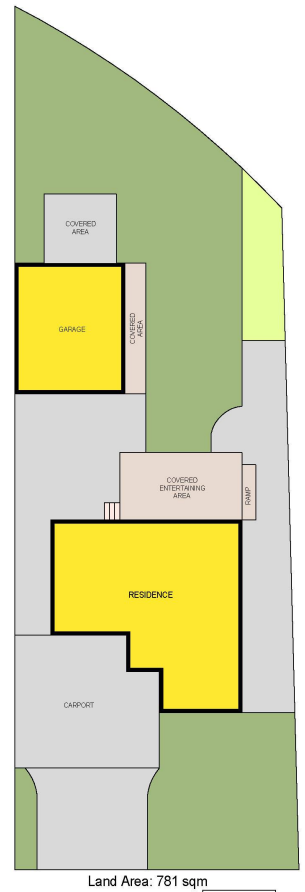 COVERED
AREA
GARAGE
COVERED
AREA
COVERED
ENTERTAINING
AREA
RAMP
RESIDENCE
CARPORT
Land Area: 781 sqm